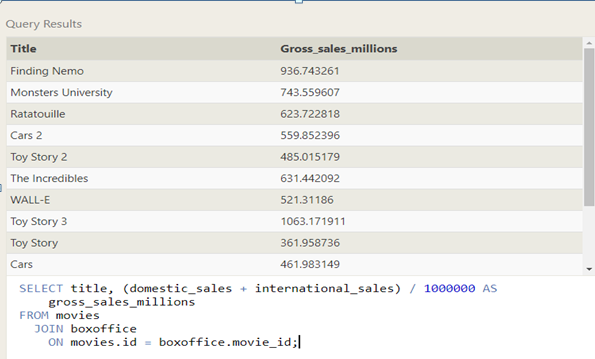 Query Results
Title Gross_sales_millions
Finding Nemo 936.743261
Monsters University 743.559607
Ratatouille 623.722818
Cars 2 559.852396
Toy Story 2 485.015179
The Incredibles 631.442092
WALL-E 521.31186
Toy Story 3 1063.171911
Toy Story 361.958736
Cars 461.983149
SELECT title, (domestic_sales + international_sales) / 1000000 AS
gross_sales_millions
FROM movies
JOIN boxoffice
ON movies.id = boxoffice.movie_id;